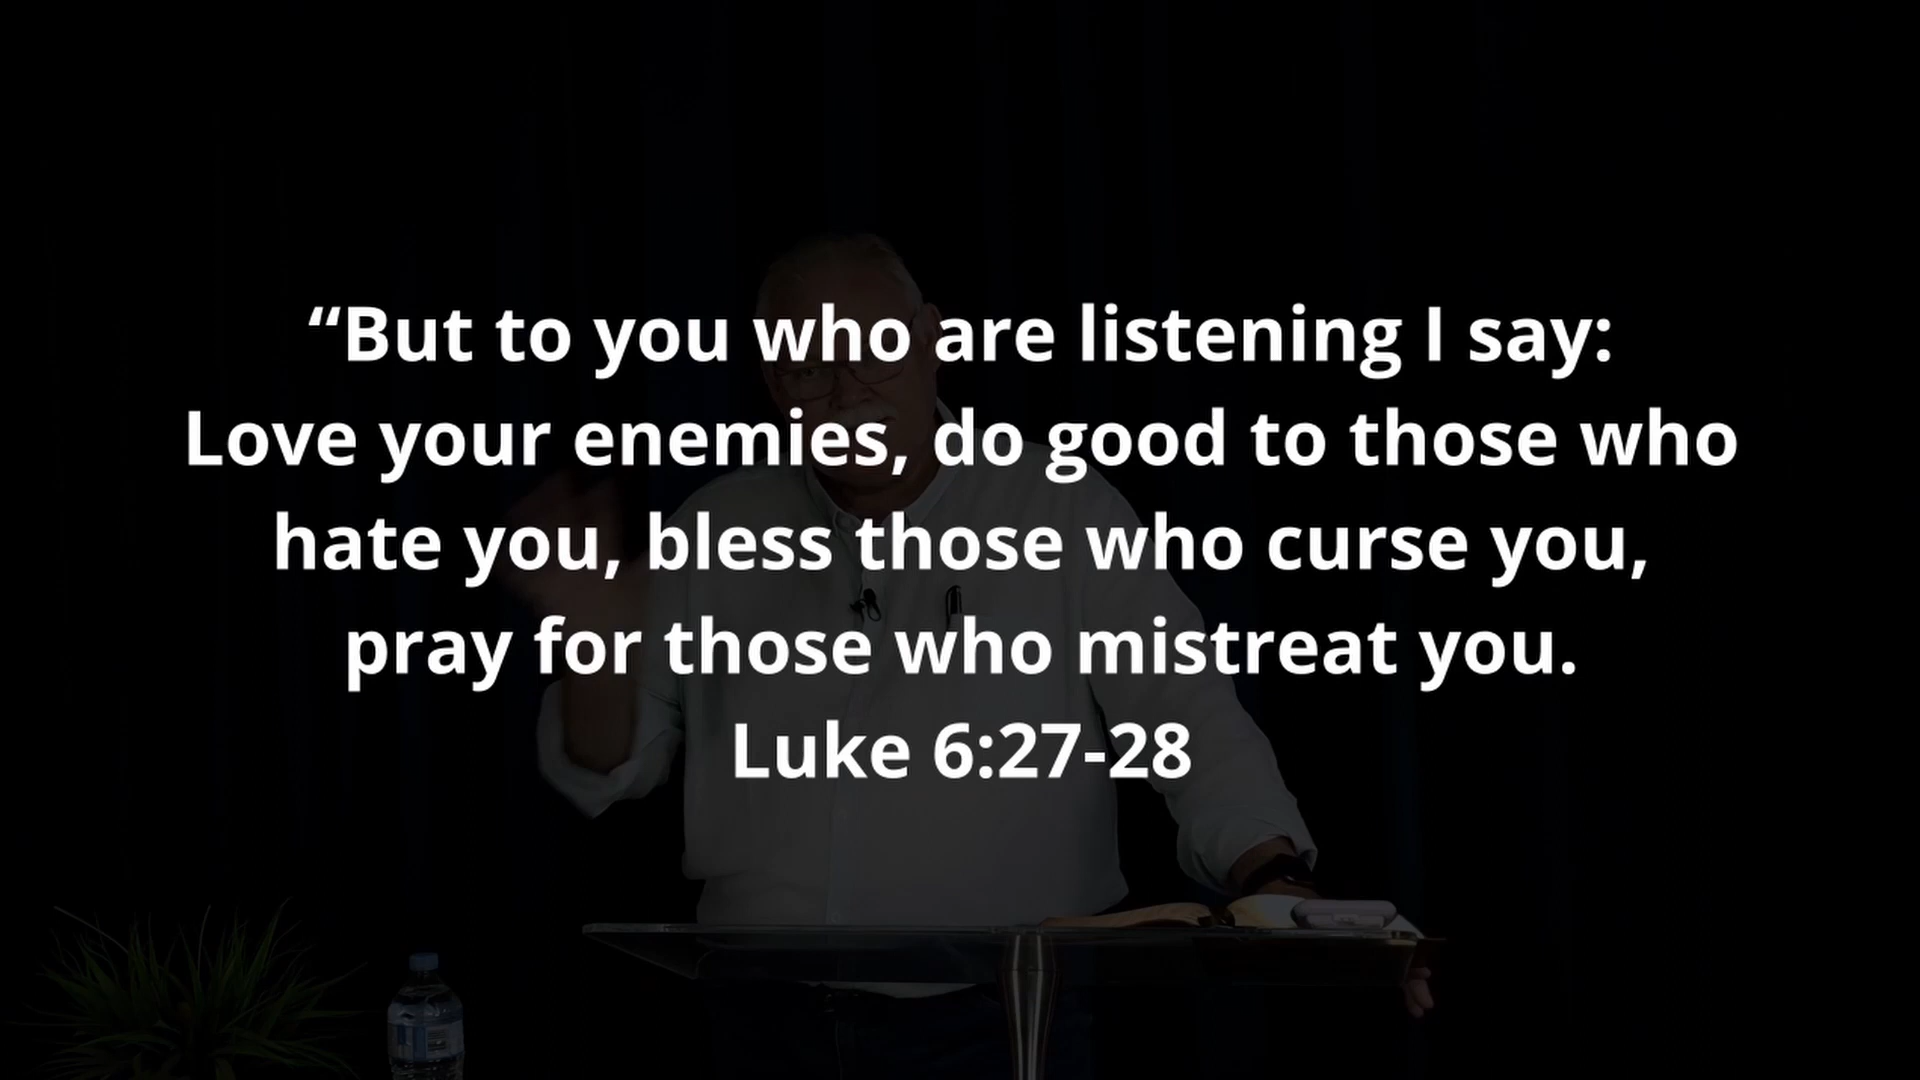 “But to you who are listening I say:
Love your enemies, do good to those who
hate you, bless those who curse you,
pray for those who mistreat you.
Luke 6:27-28